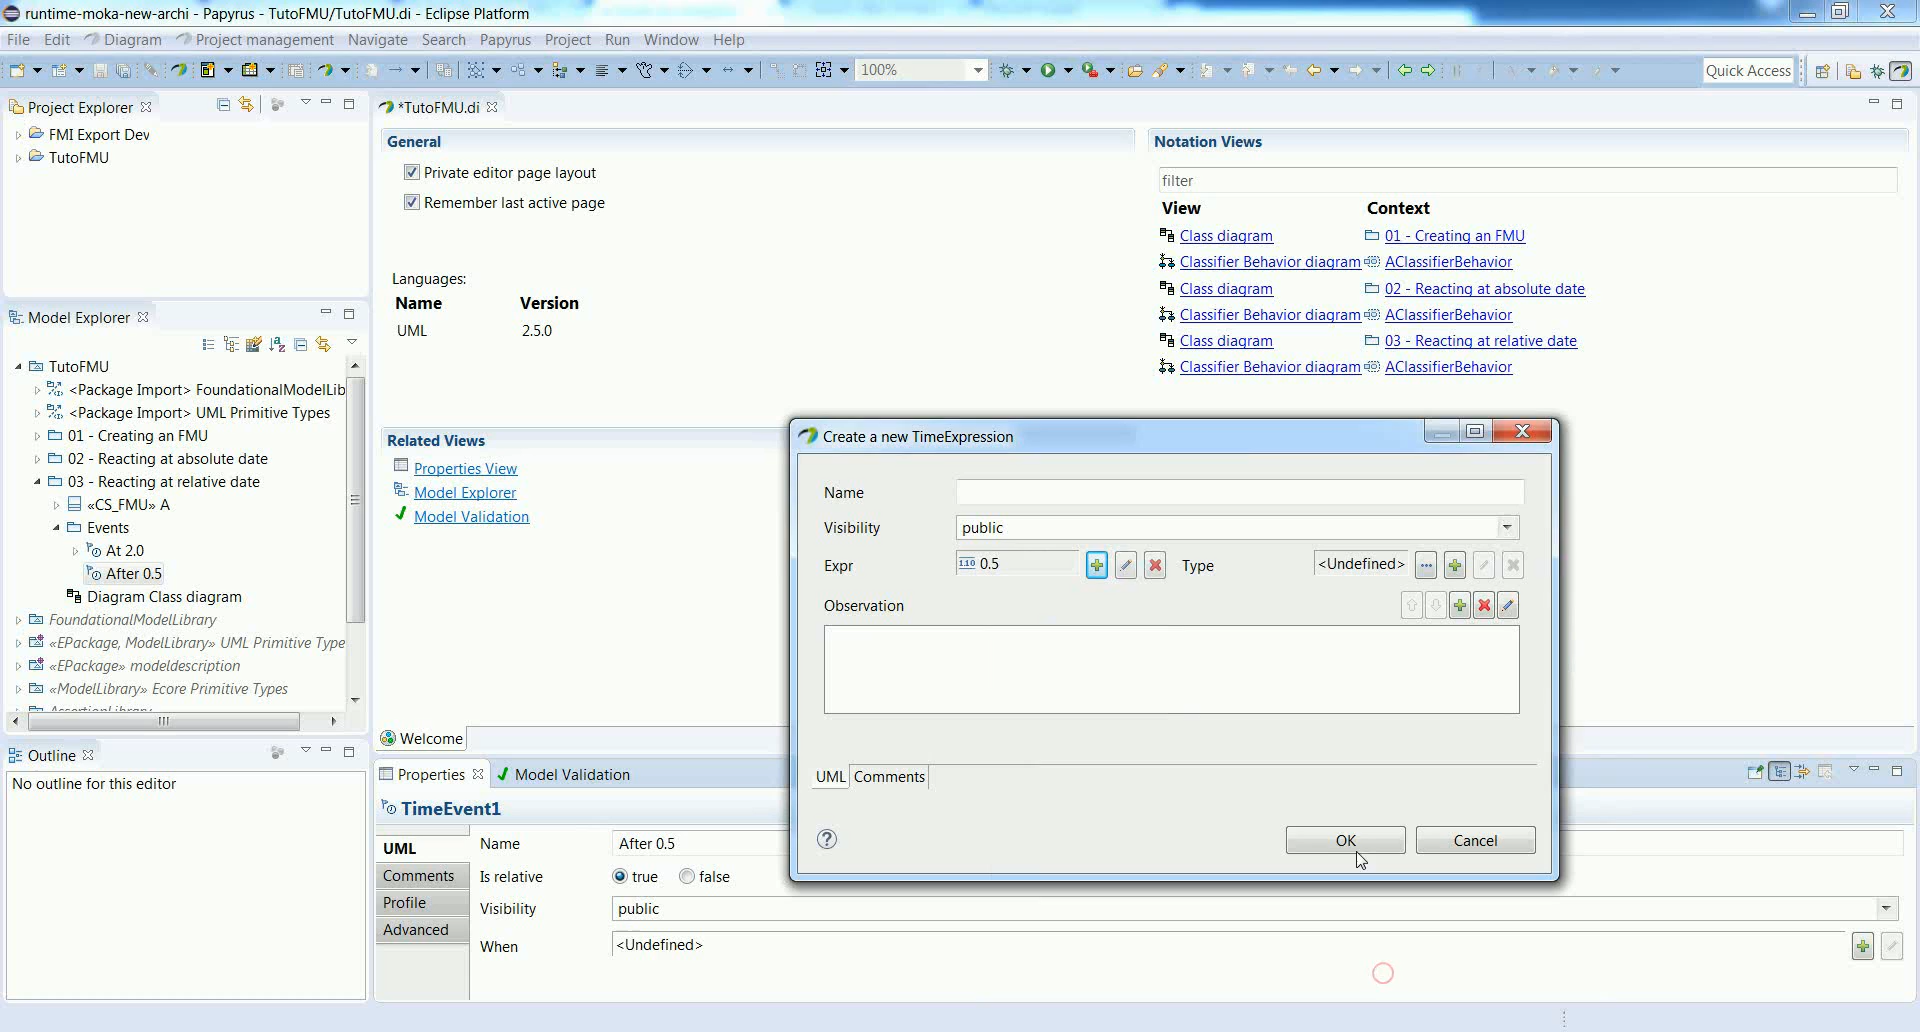 runtime-moka-new-archi - Papyrus - TutoFMU/TutoFMU.di - Eclipse Platform
File Edit Diagram Project management Navigate Search Papyrus Project Run Window Help
100%
Quick Access
Project Explorer
FMI Export Dev
TutoFMU
Model Explorer
TutoFMU
<Package Import> FoundationalModelLib
<Package Import> UML Primitive Types
01 - Creating an FMU
02 - Reacting at absolute date
03 - Reacting at relative date
«CS_FMU» A
Events
At 2.0
After 0.5
Diagram Class diagram
FoundationalModelLibrary
«EPackage, ModelLibrary» UML Primitive Type
«EPackage» modeldescription
«ModelLibrary» Ecore Primitive Types
AssertionLibrary
Outline
No outline for this editor
*TutoFMU.di
General
Private editor page layout
Remember last active page
Languages:
Name Version
UML 2.5.0
Related Views
Properties View
Model Explorer
Model Validation
Notation Views
filter
View Context
Class diagram 01 - Creating an FMU
Classifier Behavior diagram AClassifierBehavior
Class diagram 02 - Reacting at absolute date
Classifier Behavior diagram AClassifierBehavior
Class diagram 03 - Reacting at relative date
Classifier Behavior diagram AClassifierBehavior
Create a new TimeExpression
Name
Visibility public
Expr 1.10 0.5 Type <Undefined>
Observation
UML Comments
OK Cancel
Welcome
Properties Model Validation
TimeEvent1
UML
Comments
Profile
Advanced
Name After 0.5
Is relative true false
Visibility public
When <Undefined>